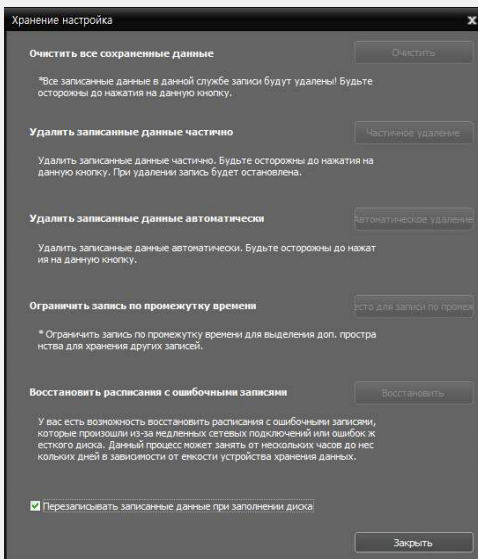 Хранение настройка x
Очистить все сохраненные данные Очистить
*Все записанные данные в данной службе записи будут удалены! Будьте
осторожны до нажатия на данную кнопку.
Удалить записанные данные частично Частичное удаление
Удалить записанные данные частично. Будьте осторожны до нажатия на
данную кнопку. При удалении запись будет остановлена.
Удалить записанные данные автоматически Автоматическое удаление
Удалить записанные данные автоматически. Будьте осторожны до нажат
ия на данную кнопку.
Ограничить запись по промежутку времени есто для записи по промеж
* Ограничить запись по промежутку времени для выделения доп. простра
нства для хранения других записей.
Восстановить расписания с ошибочными записями Восстановить
У вас есть возможность восстановить расписания с ошибочными записями,
которые произошли из-за медленных сетевых подключений или ошибок ж
есткого диска. Данный процесс может занять от нескольких часов до нес
кольких дней в зависимости от емкости устройства хранения данных.
Перезаписывать записанные данные при заполнении диска
Закрыть